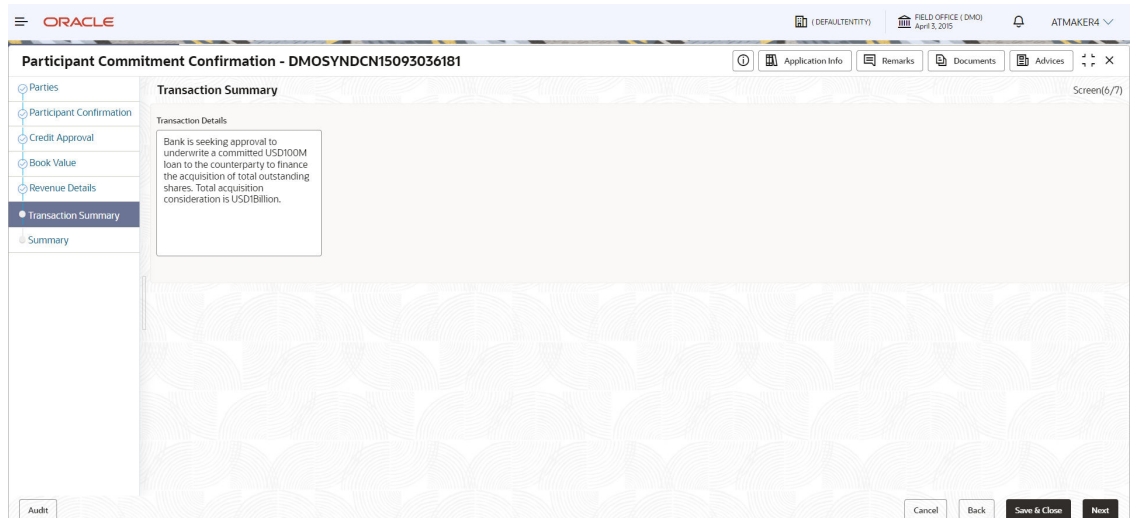 ORACLE
( DEFAULTENTITY)
FIELD OFFICE ( DMO)
April 3, 2015
ATMAKER4
Participant Commitment Confirmation - DMOSYNDCN15093036181
Application Info
Remarks
Documents
Advices
Parties
Participant Confirmation
Credit Approval
Book Value
Revenue Details
Transaction Summary
Summary
Transaction Summary
Screen(6/7)
Transaction Details
Bank is seeking approval to
underwrite a committed USD100M
loan to the counterparty to finance
the acquisition of total outstanding
shares. Total acquisition
consideration is USD1Billion.
Audit
Cancel
Back
Save & Close
Next